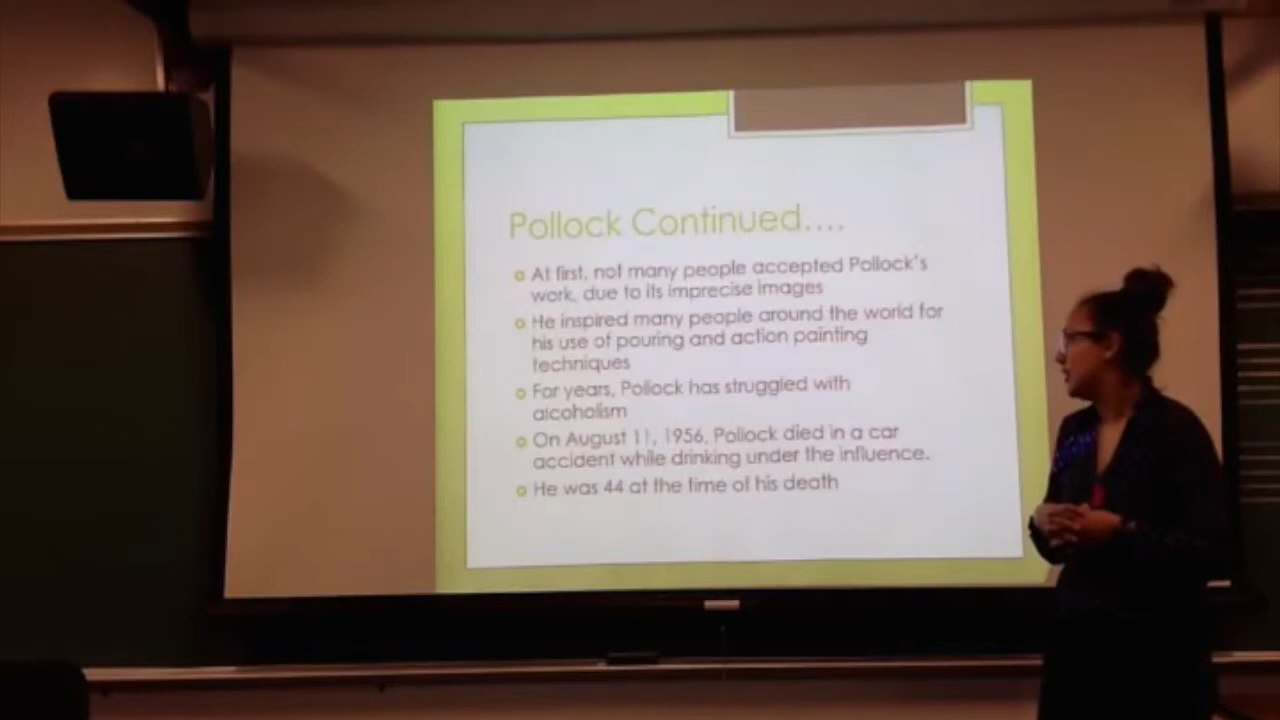 Pollock Continued....
At first, not many people accepted Pollock's
work, due to its imprecise images
He inspired many people around the world for
his use of pouring and action painting
techniques
For years, Pollock has struggled with
alcoholism
On August 11, 1956, Pollock died in a car
accident while drinking under the influence.
He was 44 at the time of his death